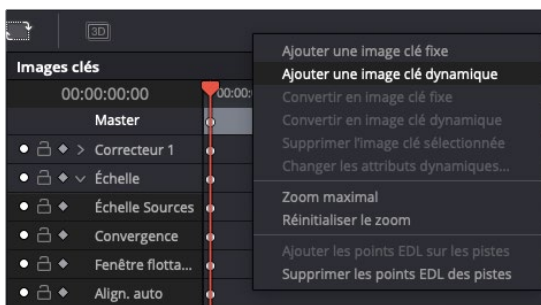 3D
Images clés
00:00:00:00
00:00:
Master
Correcteur 1
Échelle
Échelle Sources
Convergence
Fenêtre flotta...
Align. auto
Ajouter une image clé fixe
Ajouter une image clé dynamique
Convertir en image clé fixe
Convertir en image clé dynamique
Supprimer l'image clé sélectionnée
Changer les attributs dynamiques...
Zoom maximal
Réinitialiser le zoom
Ajouter les points EDL sur les pistes
Supprimer les points EDL des pistes